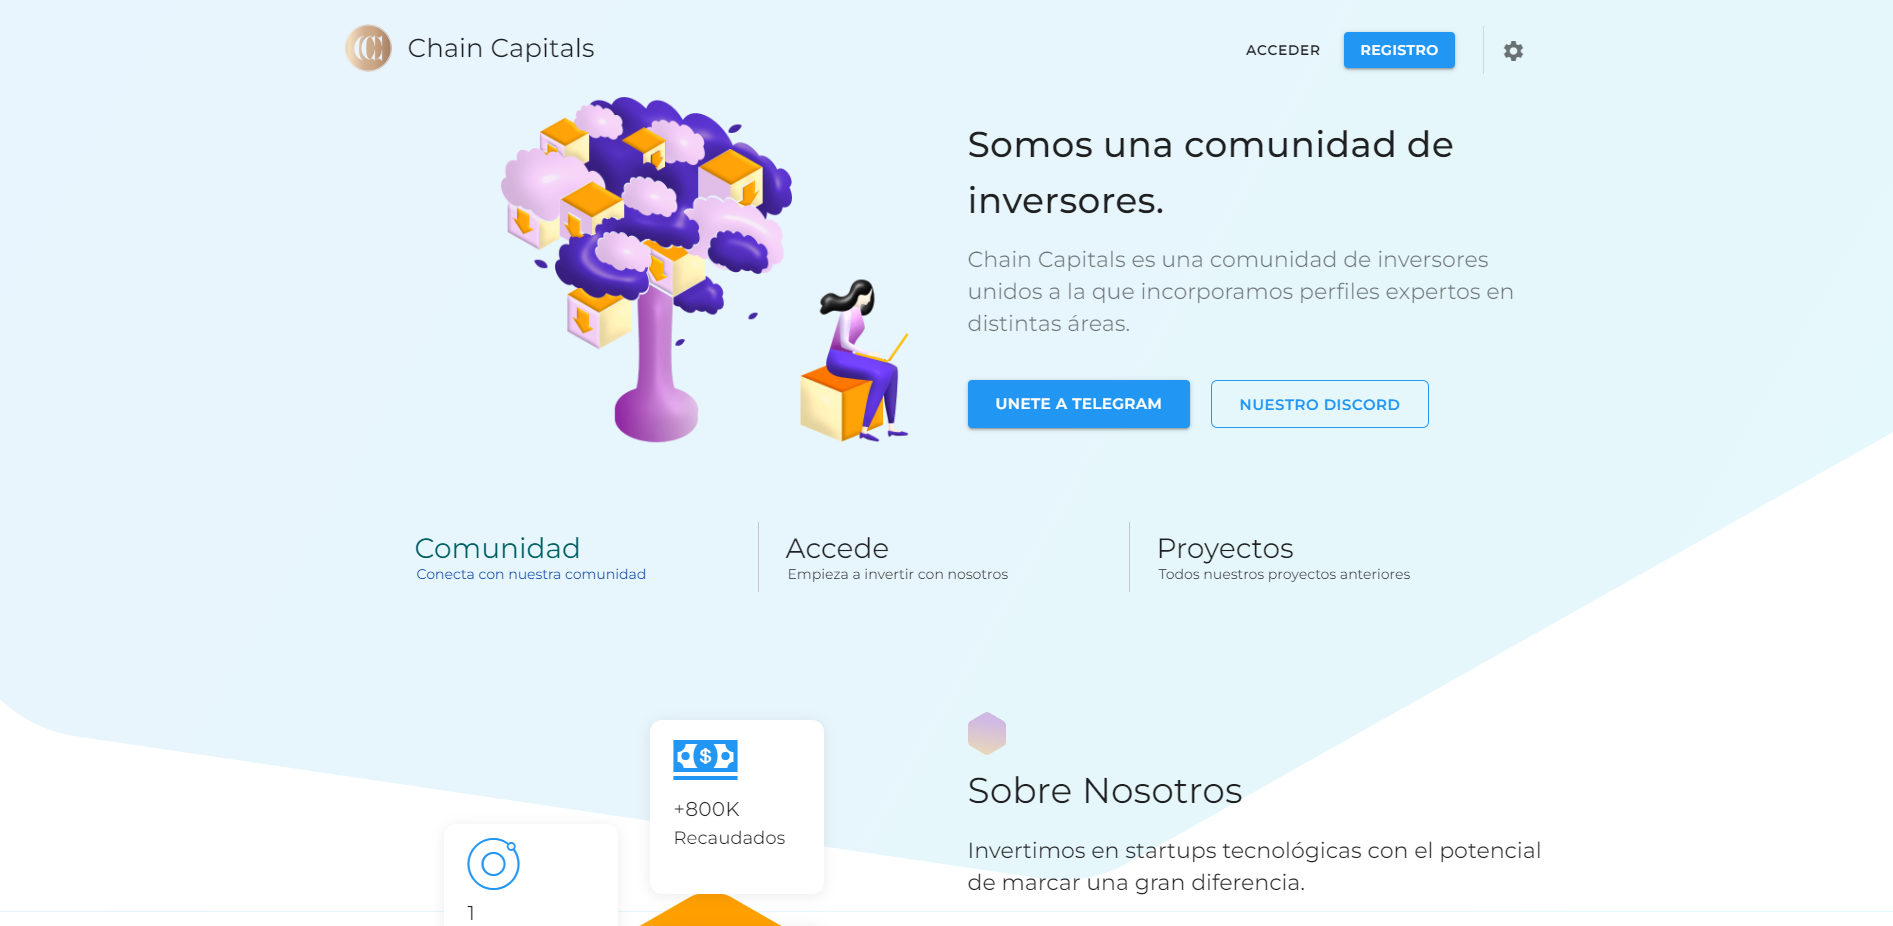 Chain Capitals
ACCEDER
REGISTRO
Somos una comunidad de
inversores.
Chain Capitals es una comunidad de inversores
unidos a la que incorporamos perfiles expertos en
distintas áreas.
UNETE A TELEGRAM
NUESTRO DISCORD
Comunidad
Conecta con nuestra comunidad
Accede
Empieza a invertir con nosotros
Proyectos
Todos nuestros proyectos anteriores
+800K
Recaudados
1
Sobre Nosotros
Invertimos en startups tecnológicas con el potencial
de marcar una gran diferencia.